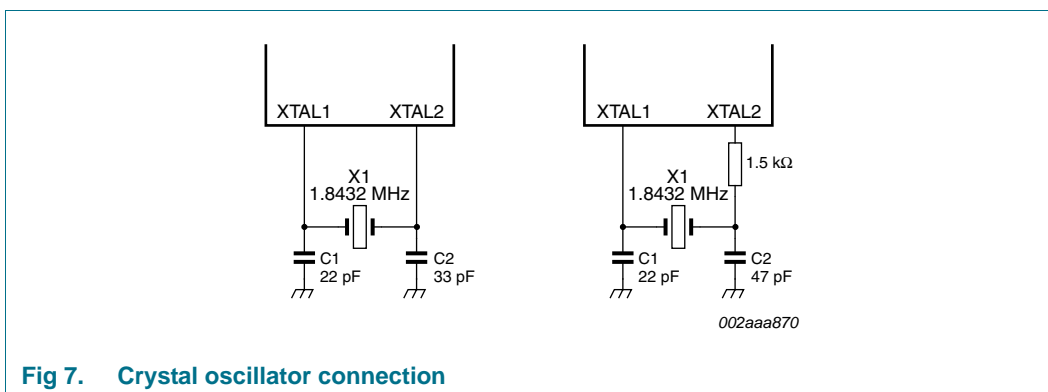 XTAL1 XTAL2
X1
1.8432 MHz
C1
22 pF
C2
33 pF
XTAL1 XTAL2
1.5 kΩ
X1
1.8432 MHz
C1
22 pF
C2
47 pF
002aaa870
Fig 7. Crystal oscillator connection